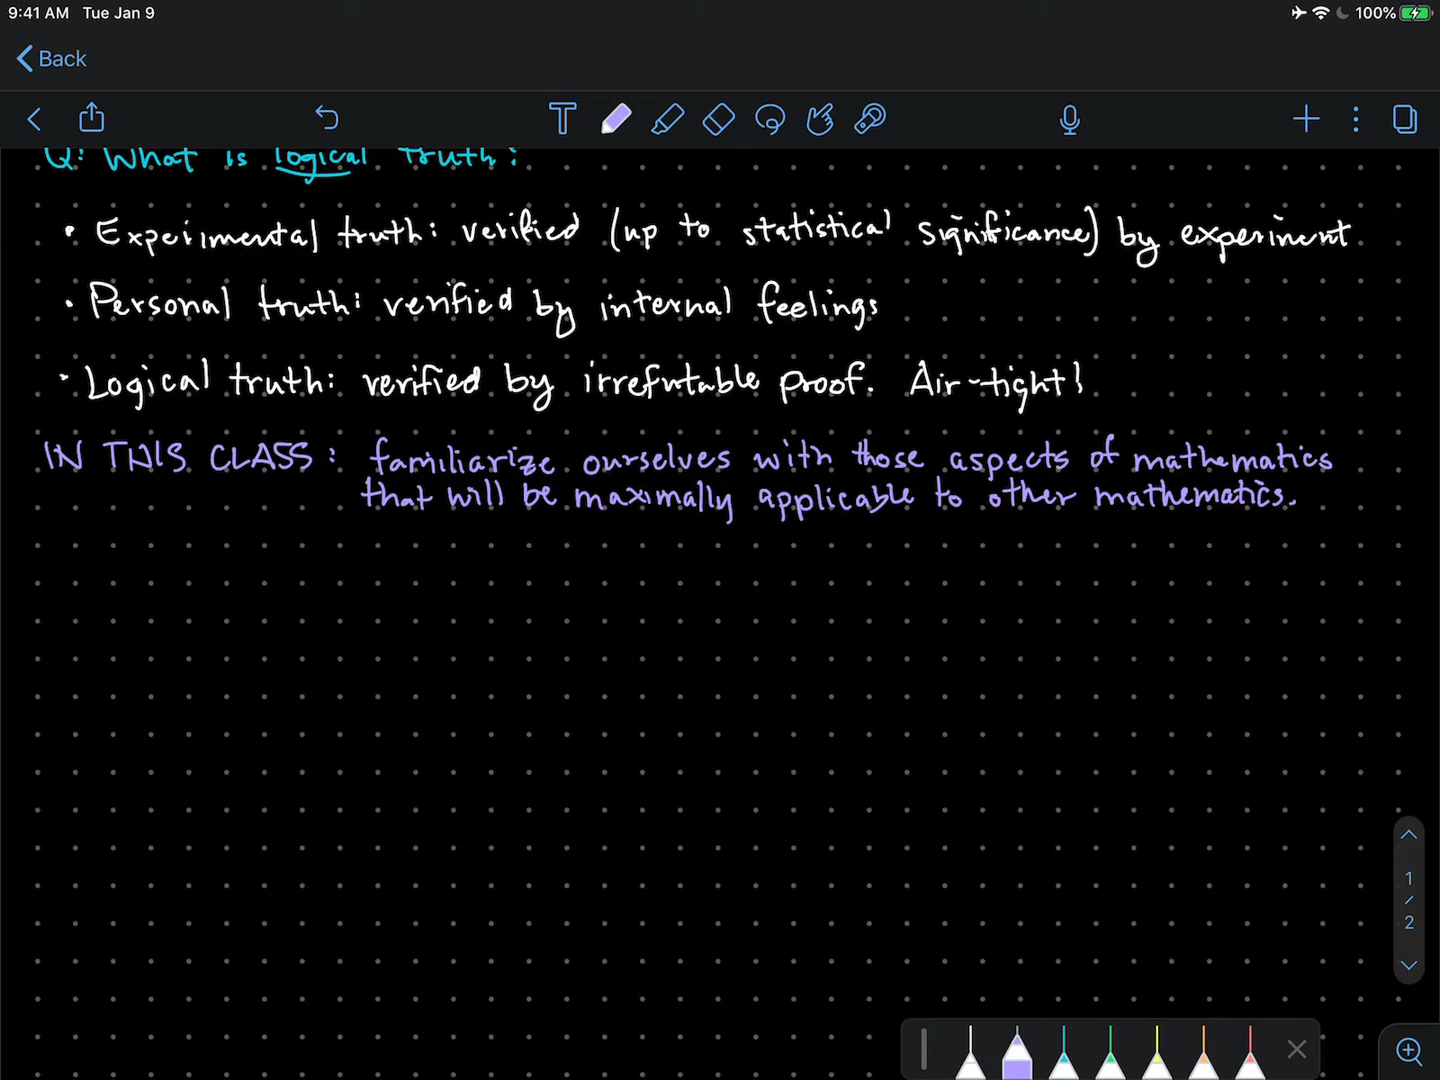 9:41 AM Tue Jan 9
100%
Back
Q: What is logical truth?
• Experimental truth: verified (up to statistical significance) by experiment
• Personal truth: verified by internal feelings
• Logical truth: verified by irrefutable proof. Air-tight!
IN THIS CLASS: familiarize ourselves with those aspects of mathematics
that will be maximally applicable to other mathematics.
1
/
2